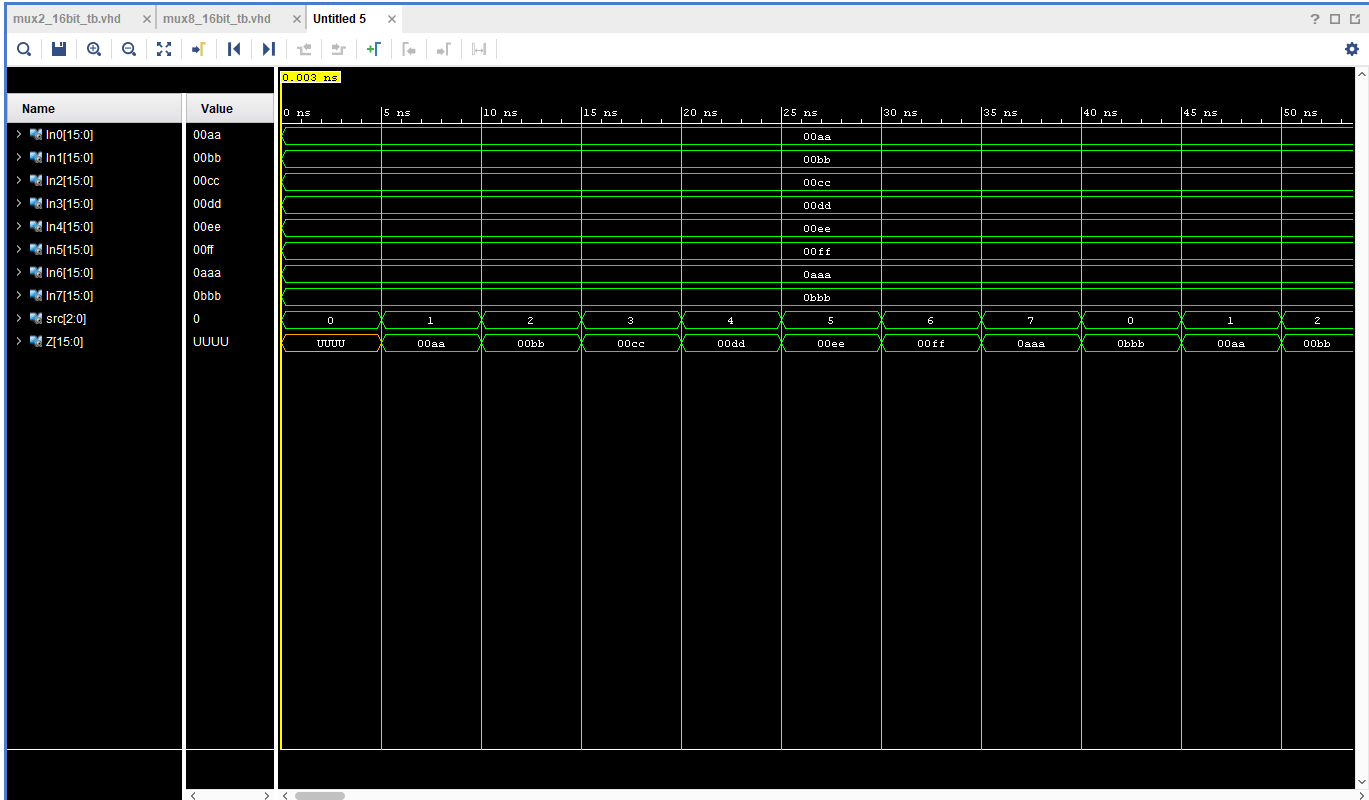 mux2_16bit_tb.vhd × mux8_16bit_tb.vhd × Untitled 5 ×
?
0.003 ns
Name Value
0 ns 5 ns 10 ns 15 ns 20 ns 25 ns 30 ns 35 ns 40 ns 45 ns 50 ns
In0[15:0] 00aa 00aa
In1[15:0] 00bb 00bb
In2[15:0] 00cc 00cc
In3[15:0] 00dd 00dd
In4[15:0] 00ee 00ee
In5[15:0] 00ff 00ff
In6[15:0] 0aaa 0aaa
In7[15:0] 0bbb 0bbb
src[2:0] 0 0 1 2 3 4 5 6 7 0 1 2
Z[15:0] UUUU UUUU 00aa 00bb 00cc 00dd 00ee 00ff 0aaa 0bbb 00aa 00bb